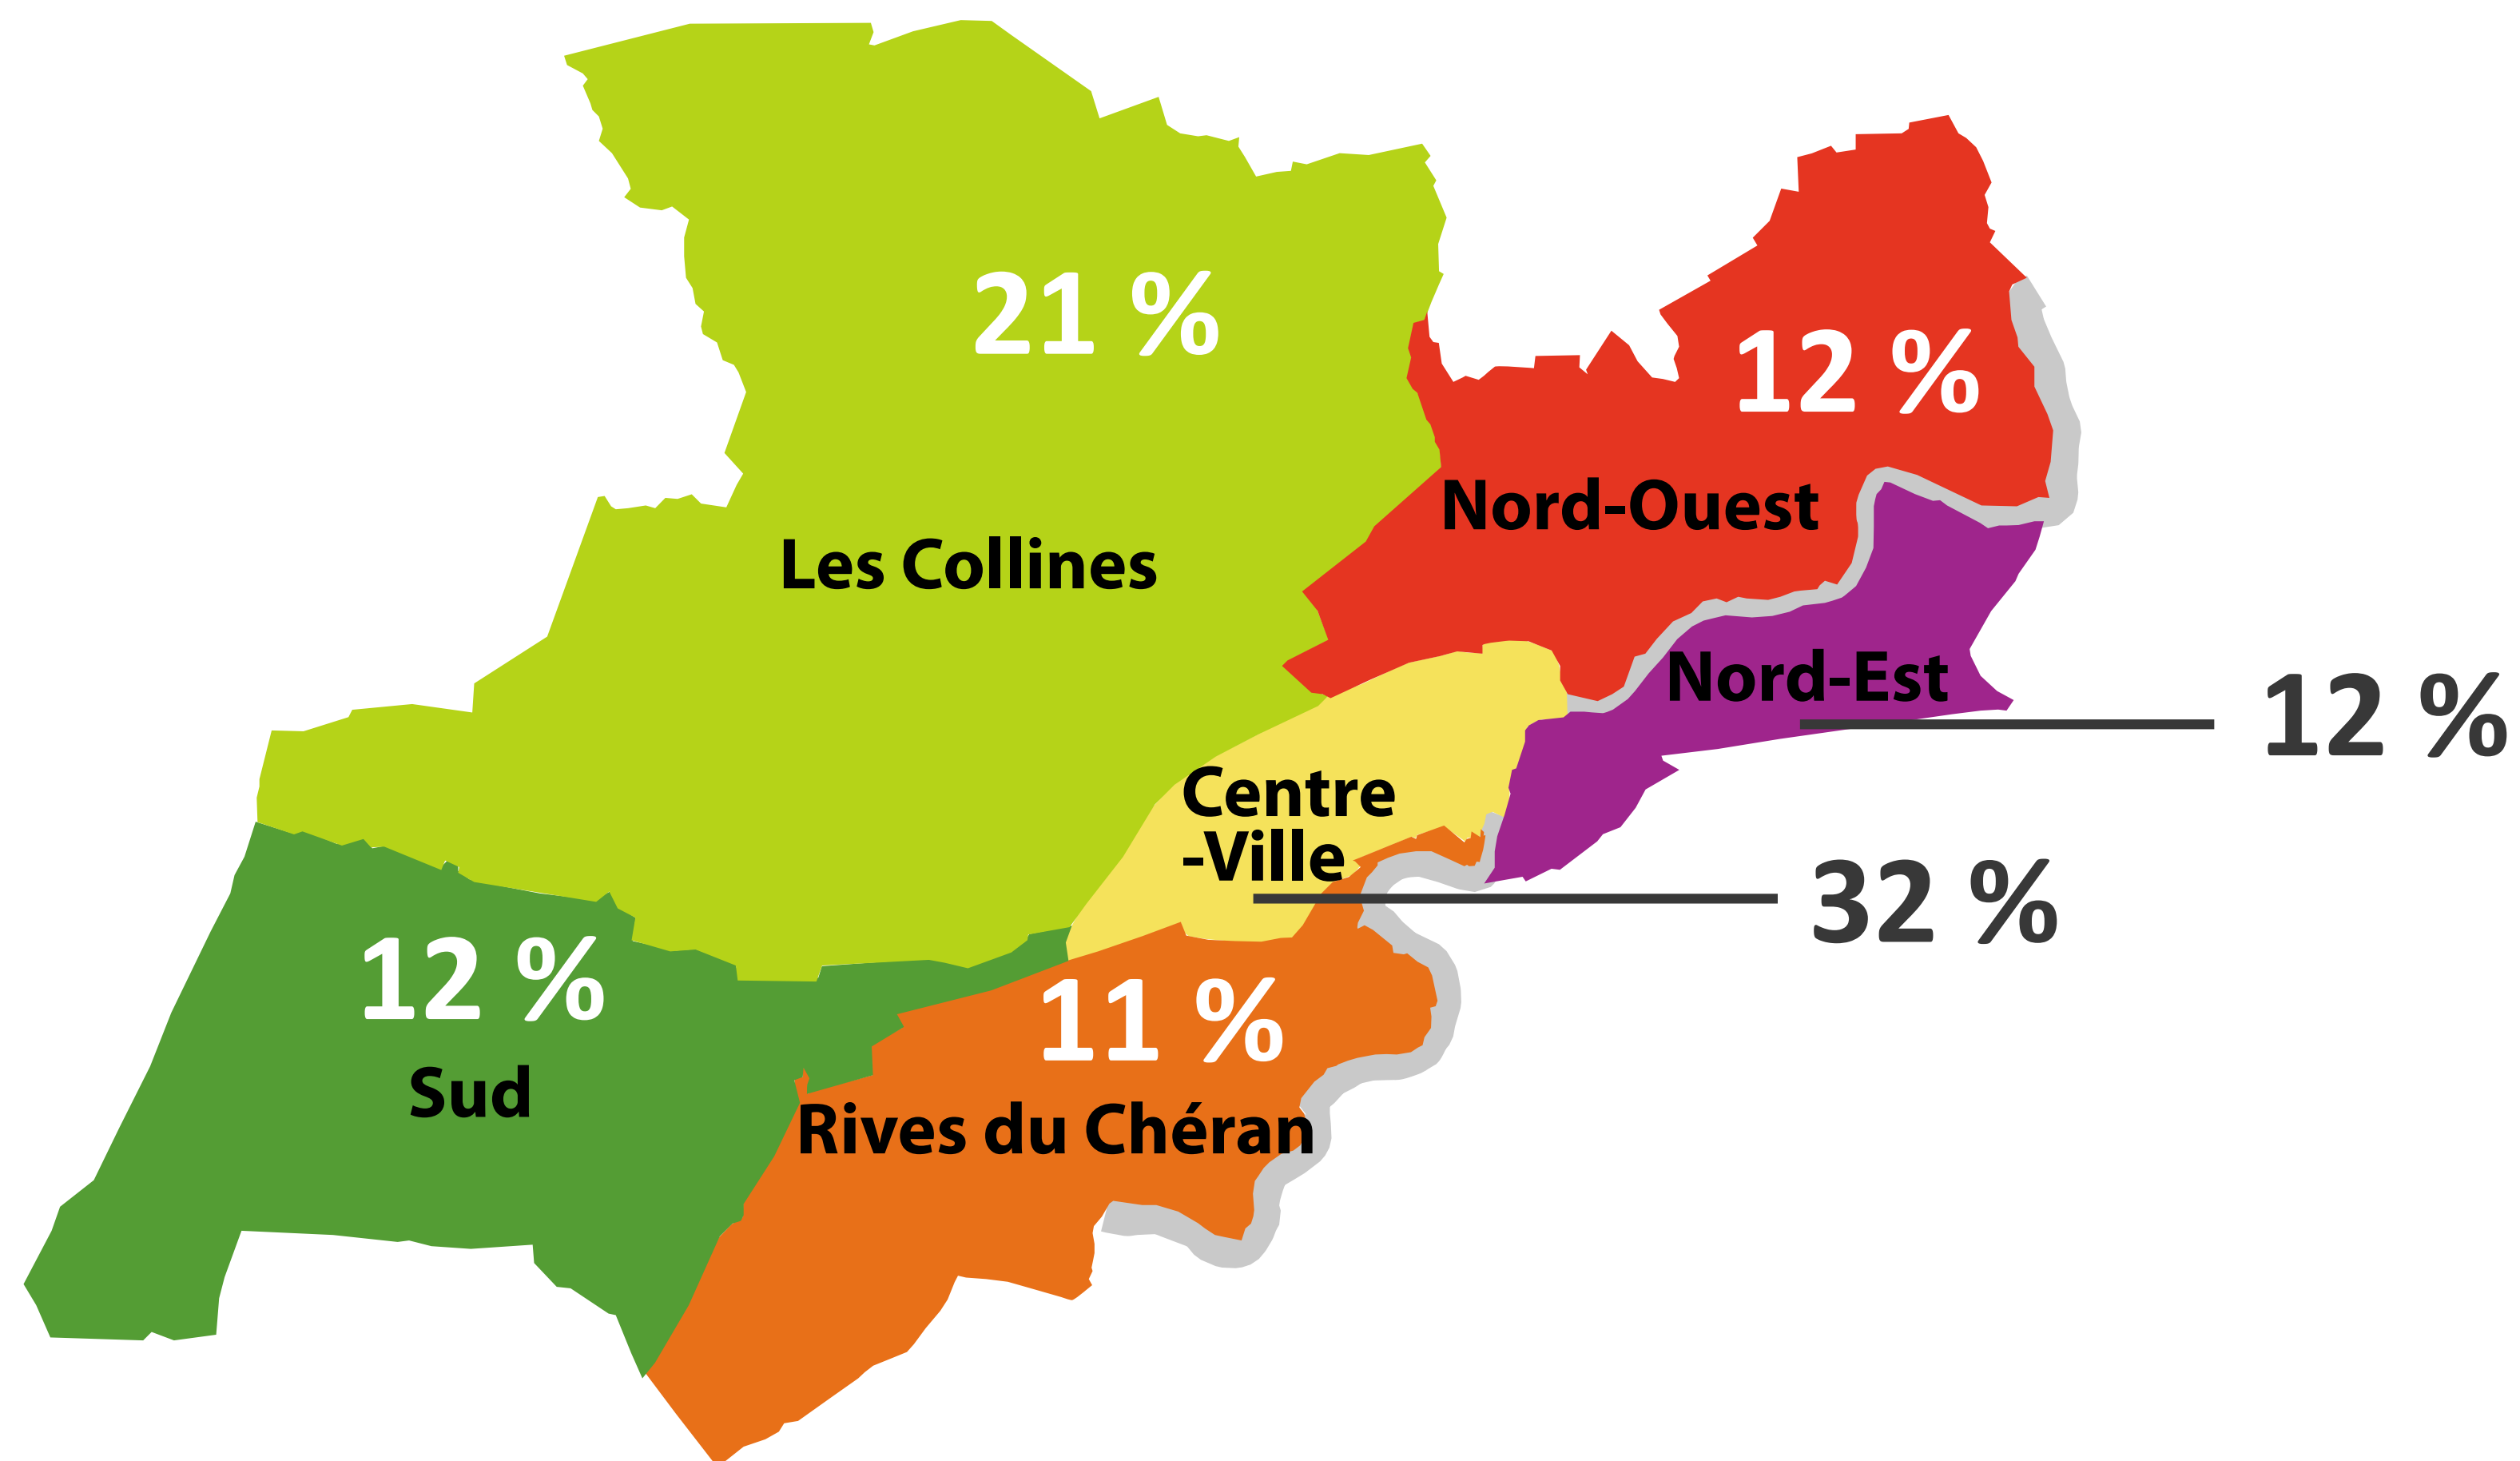 21 %
Les Collines
12 %
Nord-Ouest
Nord-Est
12 %
Centre
-Ville
32 %
12 %
Sud
11 %
Rives du Chéran